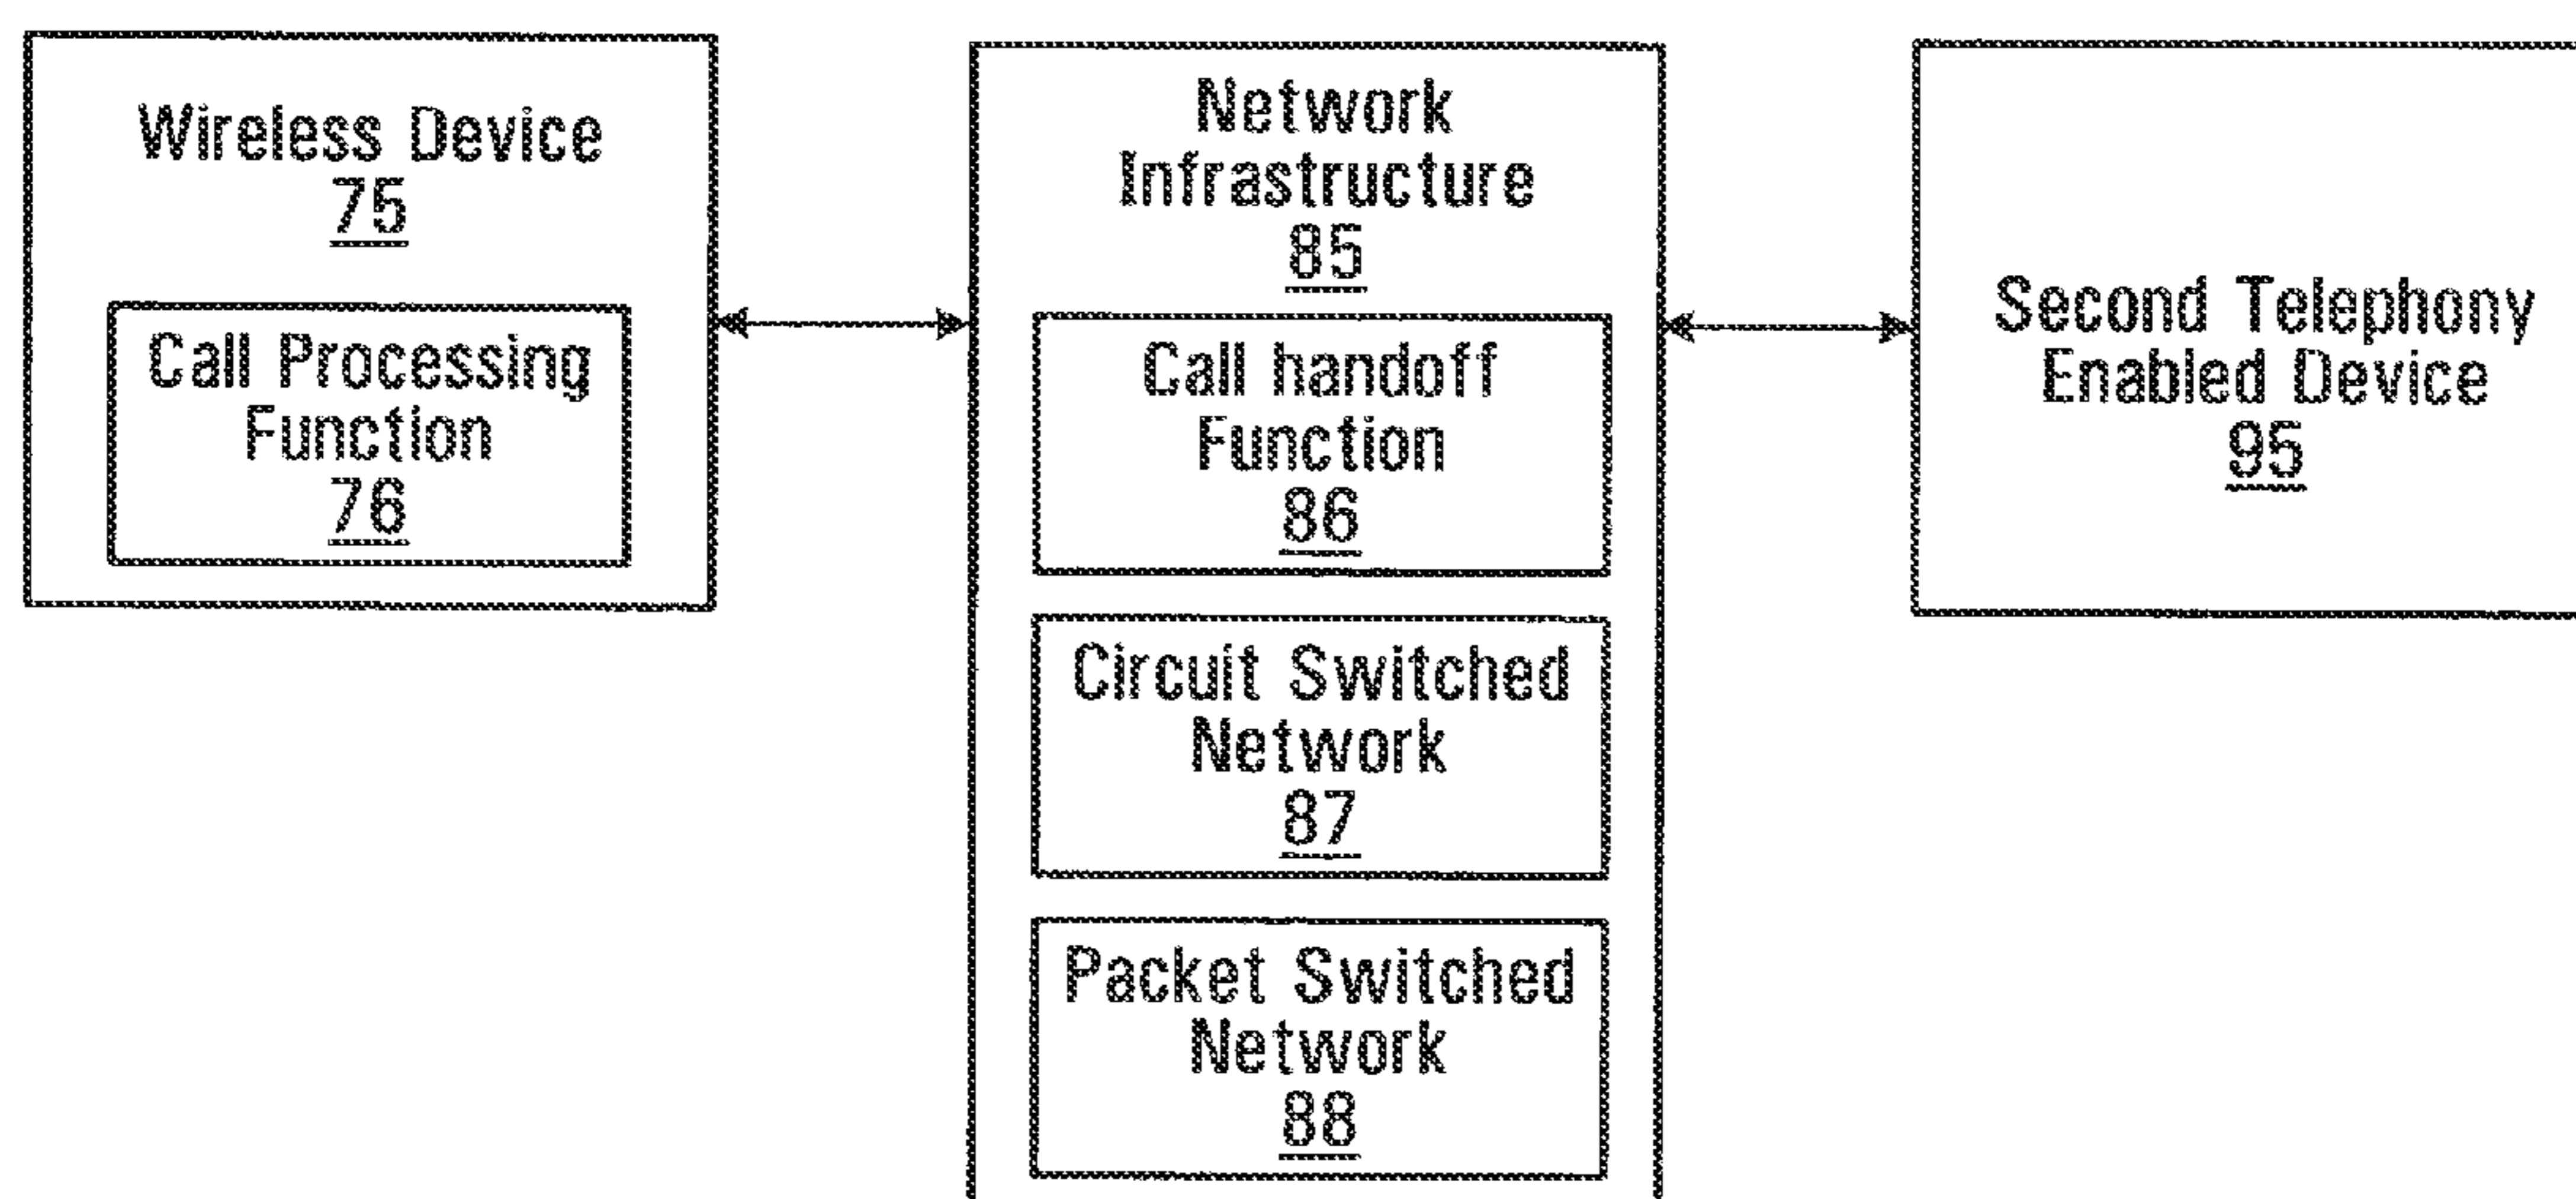 Wireless Device
75
Call Processing
Function
76
Network
Infrastructure
85
Call handoff
Function
86
Circuit Switched
Network
87
Packet Switched
Network
88
Second Telephony
Enabled Device
95